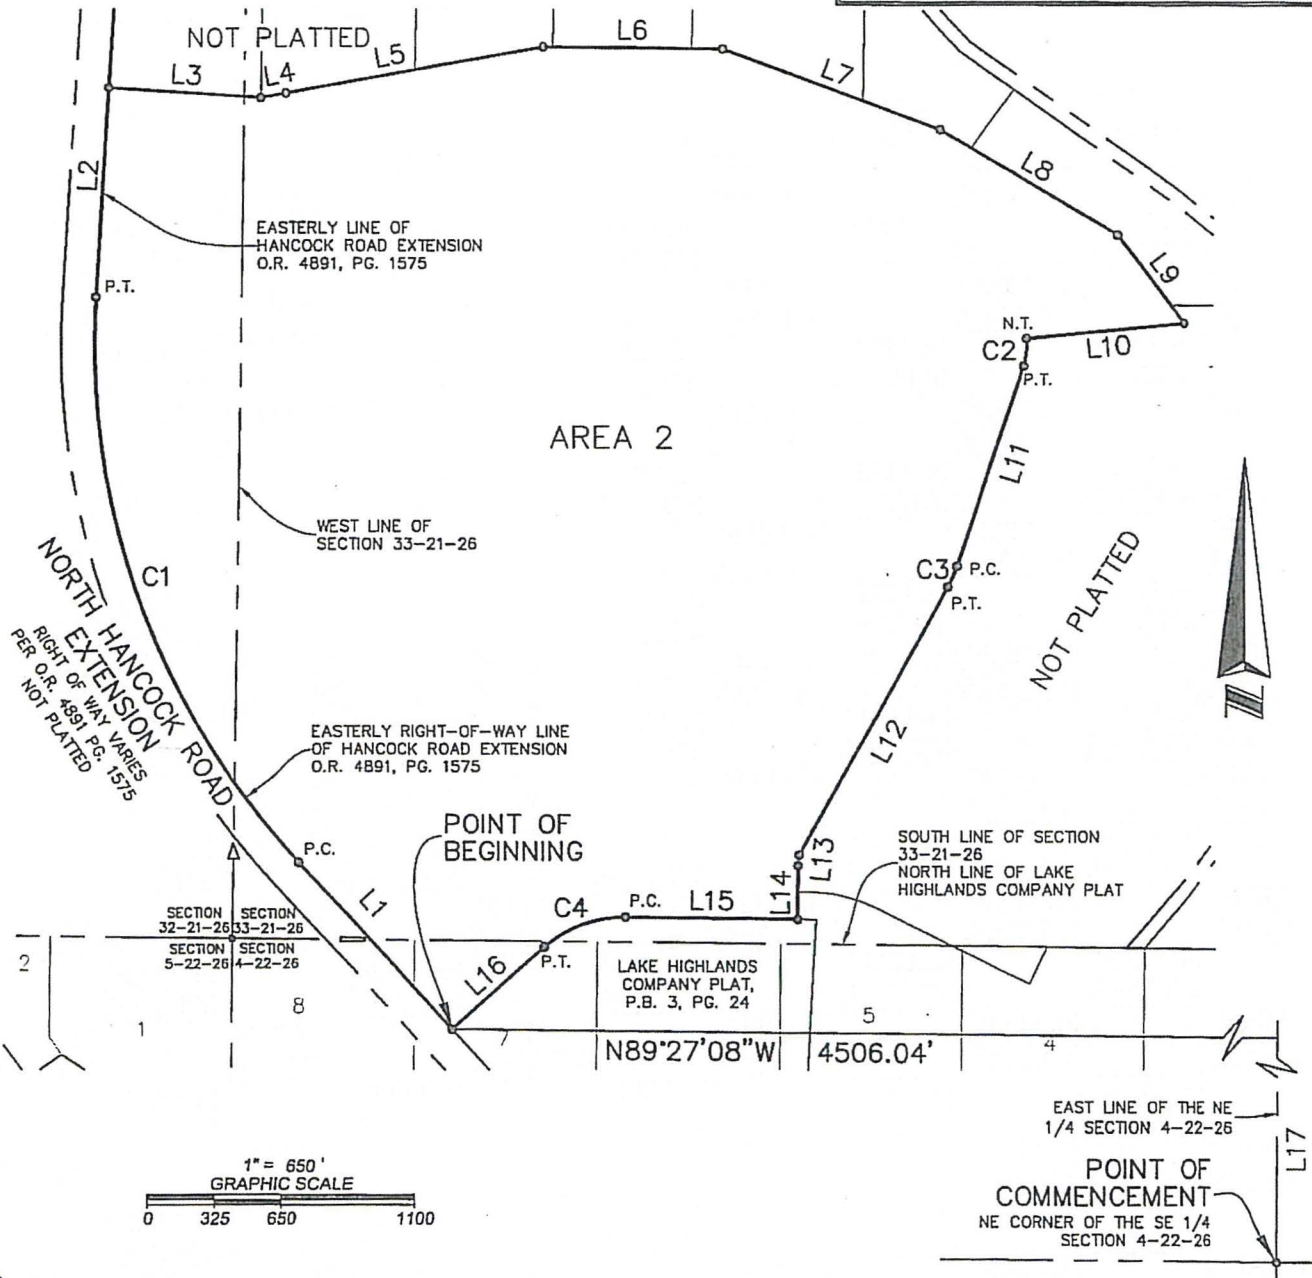 NOT PLATTED
L3
L4
L5
L6
L7
L8
L9
L2
EASTERLY LINE OF
HANCOCK ROAD EXTENSION
O.R. 4891, PG. 1575
P.T.
N.T.
C2
L10
P.T.
AREA 2
L11
WEST LINE OF
SECTION 33-21-26
C1
C3
P.C.
P.T.
NOT PLATTED
NORTH HANCOCK ROAD
EXTENSION
RIGHT OF WAY VARIES
PER O.R. 4891 PG. 1575
NOT PLATTED
EASTERLY RIGHT-OF-WAY LINE
OF HANCOCK ROAD EXTENSION
O.R. 4891, PG. 1575
L12
N
P.C.
POINT OF
BEGINNING
SOUTH LINE OF SECTION
33-21-26
NORTH LINE OF LAKE
HIGHLANDS COMPANY PLAT
L13
L14
L1
C4
P.C.
L15
SECTION SECTION
32-21-26 33-21-26
SECTION SECTION
5-22-26 4-22-26
P.T.
L16
LAKE HIGHLANDS
COMPANY PLAT,
P.B. 3, PG. 24
2
1
8
7
5
4
N89°27'08"W 4506.04'
EAST LINE OF THE NE
1/4 SECTION 4-22-26
L17
POINT OF
COMMENCEMENT
NE CORNER OF THE SE 1/4
SECTION 4-22-26
1"= 650'
GRAPHIC SCALE
0 325 650 1100